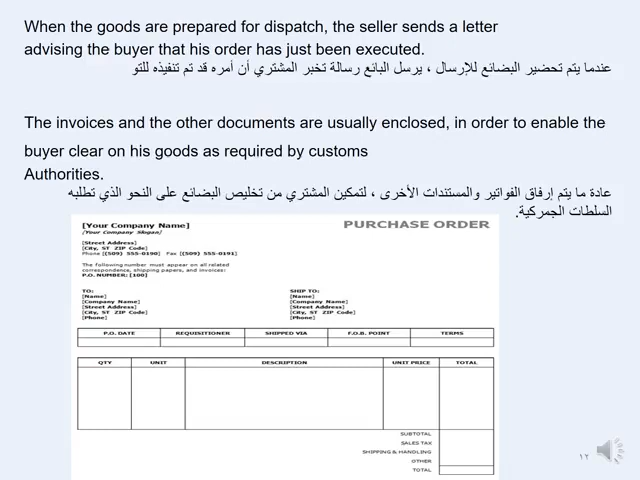 When the goods are prepared for dispatch, the seller sends a letter
advising the buyer that his order has just been executed.
عندما يتم تحضير البضائع للإرسال ، يرسل البائع رسالة تخبر المشتري أن أمره قد تم تنفيذه للتو
The invoices and the other documents are usually enclosed, in order to enable the
buyer clear on his goods as required by customs
Authorities.
عادة ما يتم إرفاق الفواتير والمستندات الأخرى ، لتمكين المشتري من تخليص البضائع على النحو الذي تطلبه
السلطات الجمركية.
[Your Company Name]
PURCHASE ORDER
[Your Company Slogan]
[Street Address]
[City, ST ZIP Code]
Phone [(509) 555-0190] Fax [(509) 555-0191]
The following number must appear on all related
correspondence, shipping papers, and invoices:
P.O. NUMBER: [100]
TO:
[Name]
[Company Name]
[Street Address]
[City, ST ZIP Code]
[Phone]
SHIP TO:
[Name]
[Company Name]
[Street Address]
[City, ST ZIP Code]
[Phone]
P.O. DATE REQUISITIONER SHIPPED VIA F.O.B. POINT TERMS
QTY UNIT DESCRIPTION UNIT PRICE TOTAL
SUBTOTAL
SALES TAX
SHIPPING & HANDLING
OTHER
TOTAL
١٢